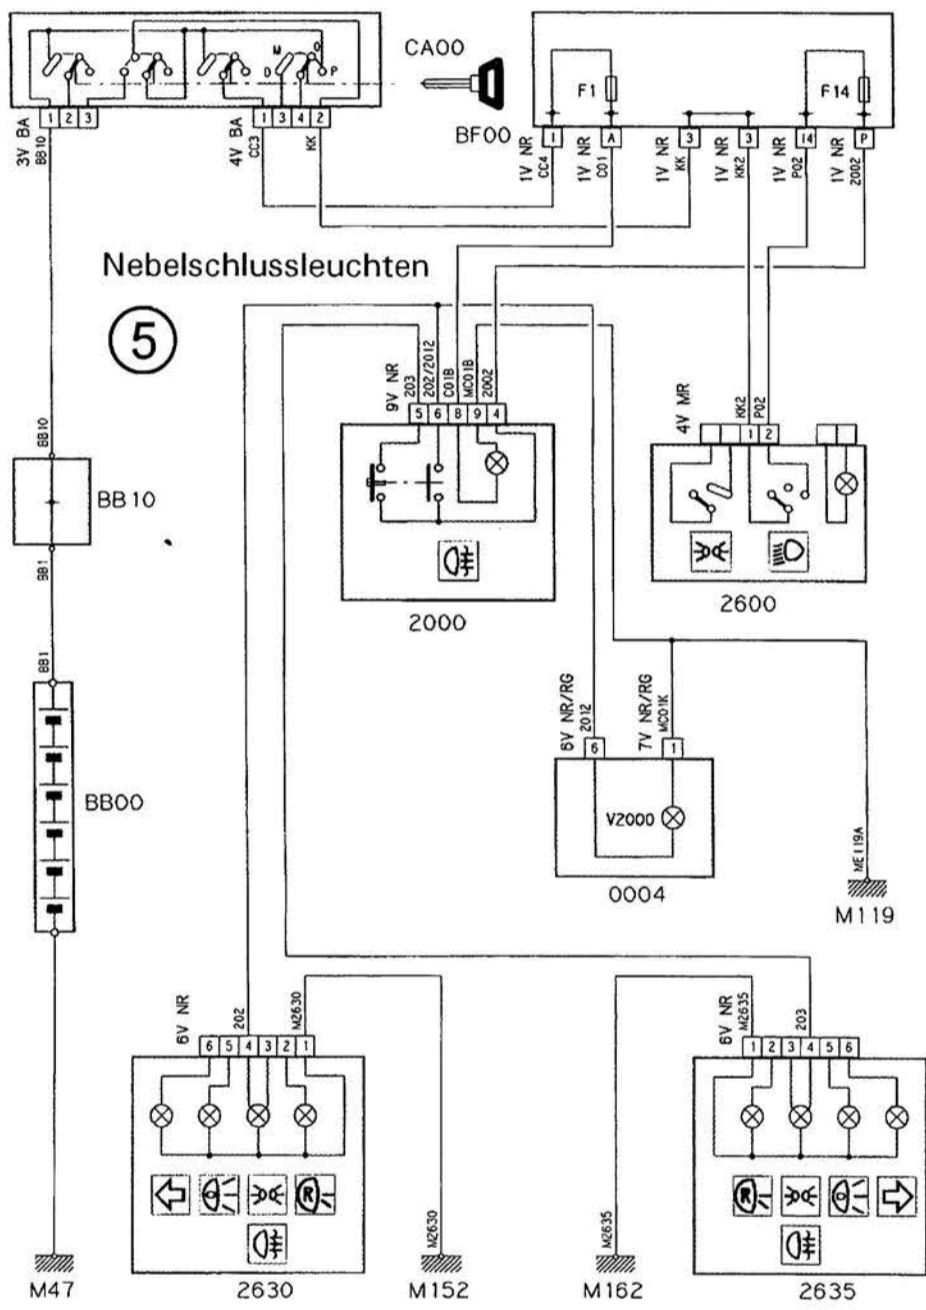 CA00
M
O
D
P
F1
F14
BF00
1 2 3
1 3 4 2
1
A
3
3
14
P
3V BA
BB10
4V BA
CC3
KK
1V NR
CC4
1V NR
C01
1V NR
KK
1V NR
KK2
1V NR
P02
1V NR
2002
Nebelschlussleuchten
5
9V NR
203
202/2012
C01B
MC01B
2002
5 6 8 9 4
4V MR
KK2
P02
1 2
BB10
BB10
BB1
2000
2600
BB1
BB00
6V NR/RG
2012
7V NR/RG
MC01K
6
1
V2000
0004
ME119A
M119
6V NR
202
M2630
6 5 4 3 2 1
6V NR
M2635
203
1 2 3 4 5 6
R
R
M2630
M2635
M47
2630
M152
M162
2635